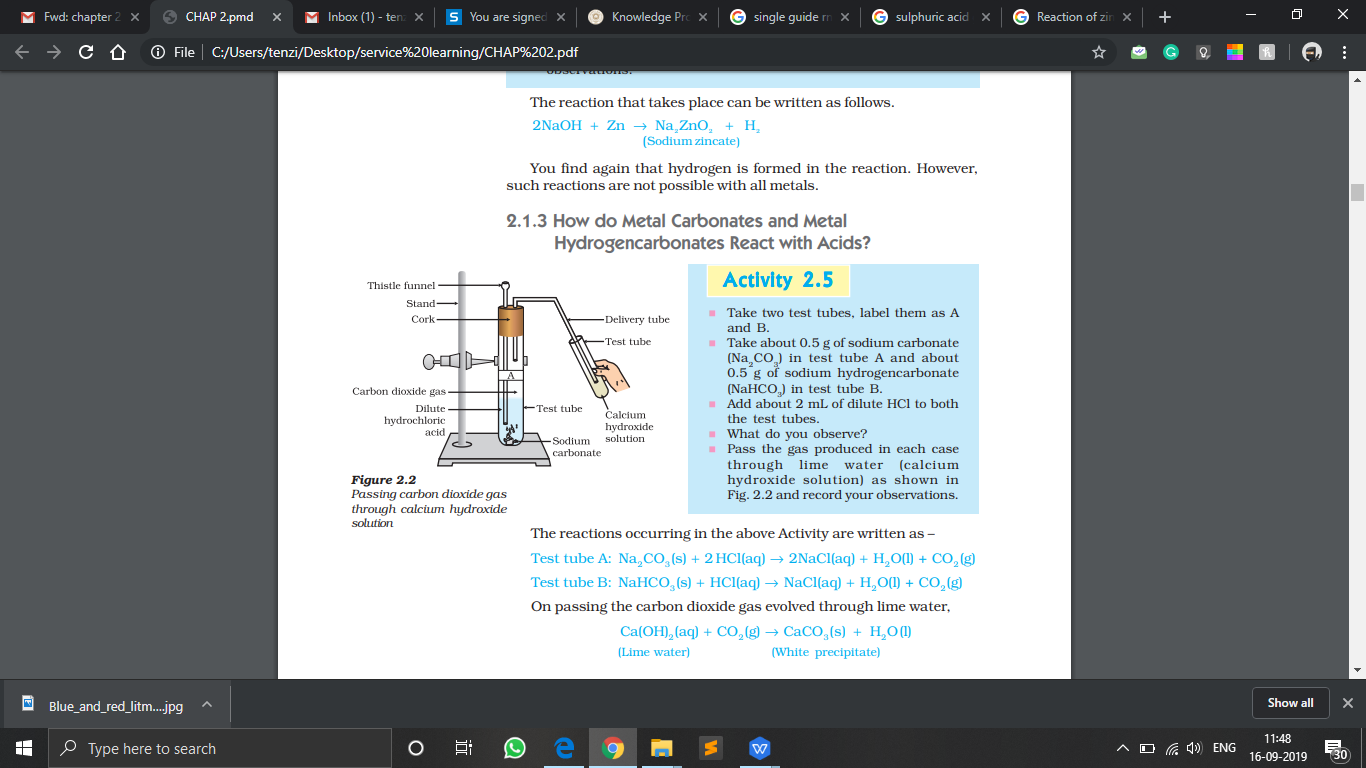 Fwd: chapter 2
CHAP 2.pmd
Inbox (1) - ten
You are signed
Knowledge Pr
single guide
sulphuric acid
Reaction of zin
File
C:/Users/tenzi/Desktop/service%20learning/CHAP%202.pdf
observations.
The reaction that takes place can be written as follows.
2NaOH + Zn → Na₂ZnO₂ + H₂
(Sodium zincate)
You find again that hydrogen is formed in the reaction. However,
such reactions are not possible with all metals.
2.1.3 How do Metal Carbonates and Metal
Hydrogencarbonates React with Acids?
Thistle funnel
Stand
Cork
Delivery tube
Test tube
A
Carbon dioxide gas
Dilute
hydrochloric
acid
Test tube
Calcium
hydroxide
solution
Sodium
carbonate
Figure 2.2
Passing carbon dioxide gas
through calcium hydroxide
solution
Activity 2.5
Take two test tubes, label them as A
and B.
Take about 0.5 g of sodium carbonate
(Na₂CO₃) in test tube A and about
0.5 g of sodium hydrogencarbonate
(NaHCO₃) in test tube B.
Add about 2 mL of dilute HCl to both
the test tubes.
What do you observe?
Pass the gas produced in each case
through lime water (calcium
hydroxide solution) as shown in
Fig. 2.2 and record your observations.
The reactions occurring in the above Activity are written as –
Test tube A: Na₂CO₃(s) + 2 HCl(aq) → 2NaCl(aq) + H₂O(l) + CO₂(g)
Test tube B: NaHCO₃(s) + HCl(aq) → NaCl(aq) + H₂O(l) + CO₂(g)
On passing the carbon dioxide gas evolved through lime water,
Ca(OH)₂(aq) + CO₂(g) → CaCO₃(s) + H₂O(l)
(Lime water) (White precipitate)
Blue_and_red_litm....jpg
Show all
Type here to search
ENG
11:48
16-09-2019
30